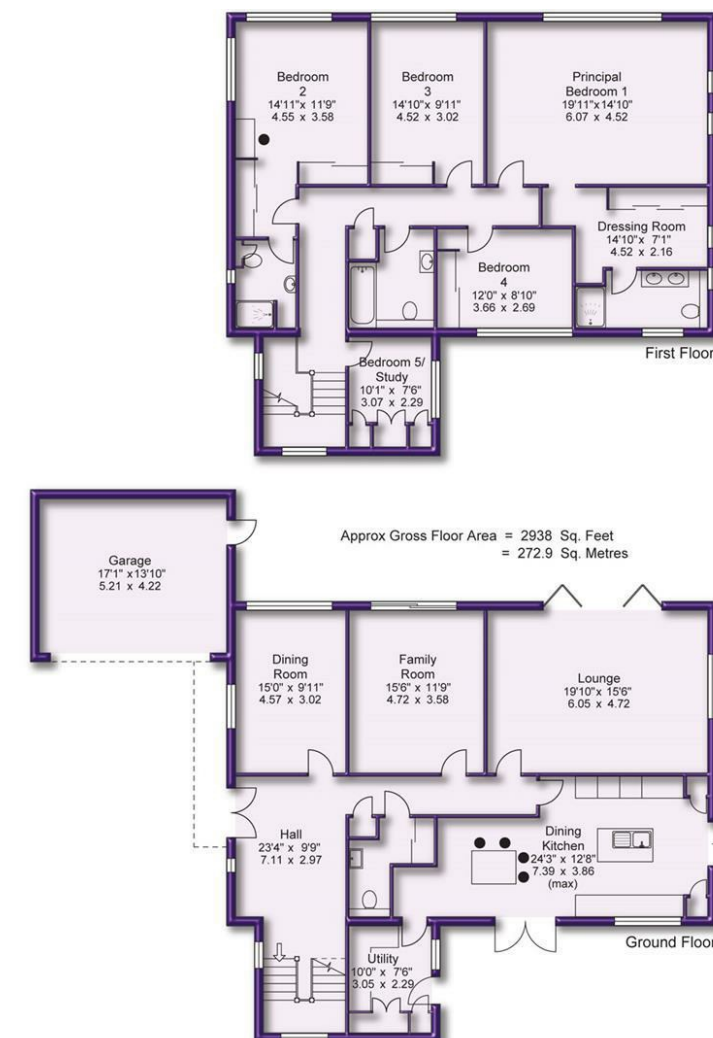 Bedroom
2
14'11"x 11'9"
4.55 x 3.58
Bedroom
3
14'10"x 9'11"
4.52 x 3.02
Principal
Bedroom 1
19'11"x14'10"
6.07 x 4.52
Dressing Room
14'10"x 7'1"
4.52 x 2.16
Bedroom
4
12'0" x 8'10"
3.66 x 2.69
First Floor
Bedroom 5/
Study
10'1" x 7'6"
3.07 x 2.29
Approx Gross Floor Area = 2938 Sq. Feet
= 272.9 Sq. Metres
Garage
17'1" x13'10"
5.21 x 4.22
Dining
Room
15'0" x 9'11"
4.57 x 3.02
Family
Room
15'6" x 11'9"
4.72 x 3.58
Lounge
19'10"x 15'6"
6.05 x 4.72
Hall
23'4" x 9'9"
7.11 x 2.97
Dining
Kitchen
24'3" x 12'8"
7.39 x 3.86
(max)
Ground Floor
Utility
10'0" x 7'6"
3.05 x 2.29